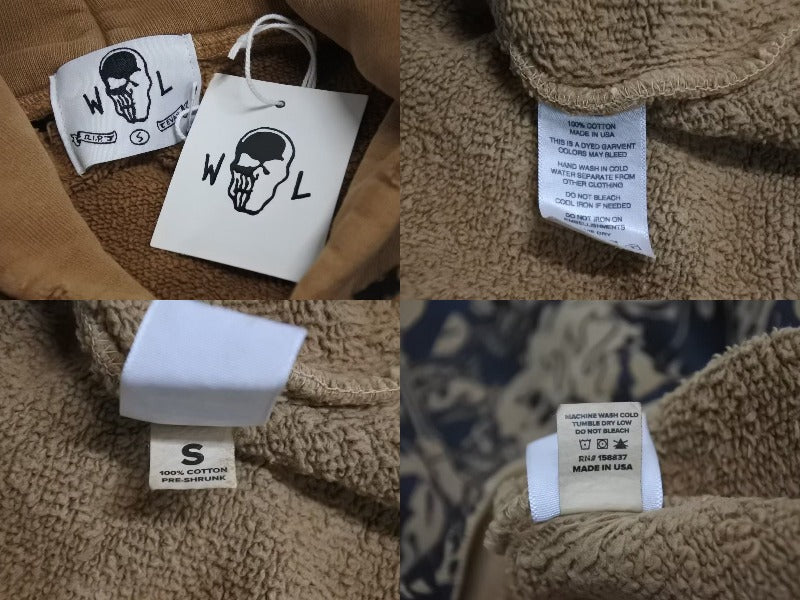 W L
R.I.P. S
W L
100% COTTON
MADE IN USA
THIS IS A DYED GARMENT
COLORS MAY BLEED
HAND WASH IN COLD
WATER SEPARATE FROM
OTHER CLOTHING
DO NOT BLEACH
COOL IRON IF NEEDED
DO NOT IRON ON
EMBELLISHMENTS
DRY
S
100% COTTON
PRE-SHRUNK
MACHINE WASH COLD
TUMBLE DRY LOW
DO NOT BLEACH
RN# 158837
MADE IN USA